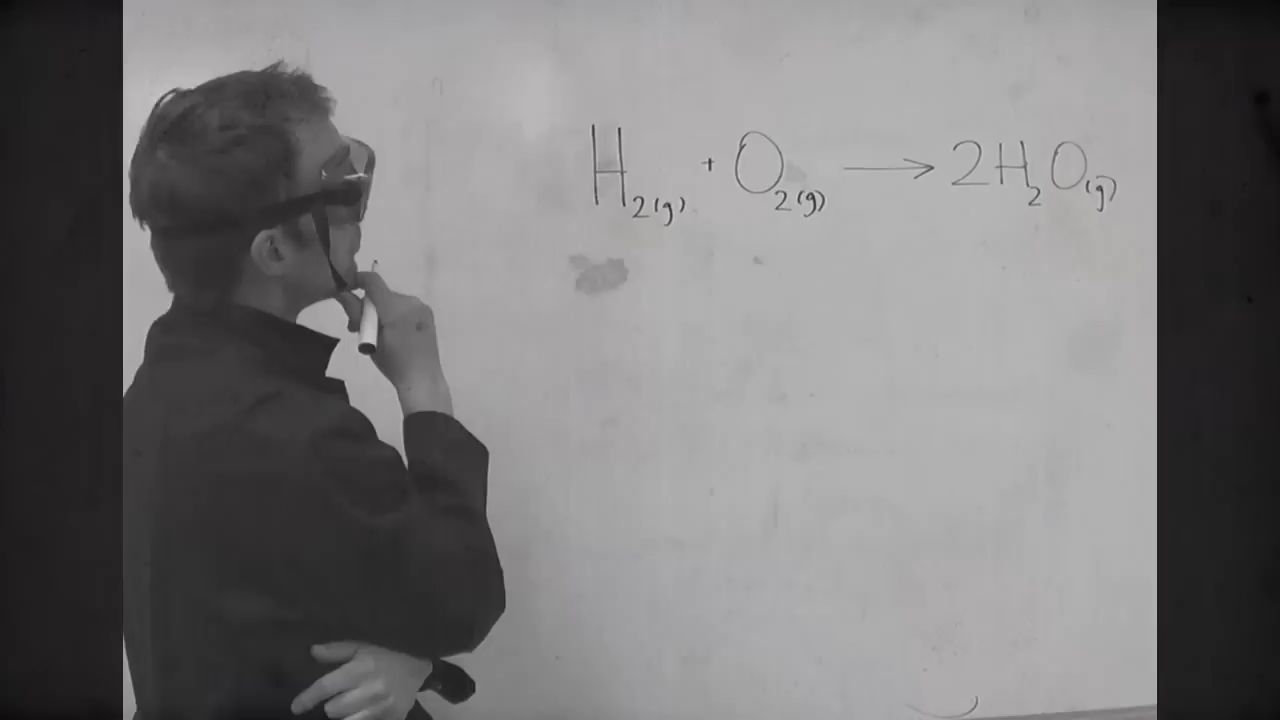 H₂(g) + O₂(g) → 2H₂O(g)